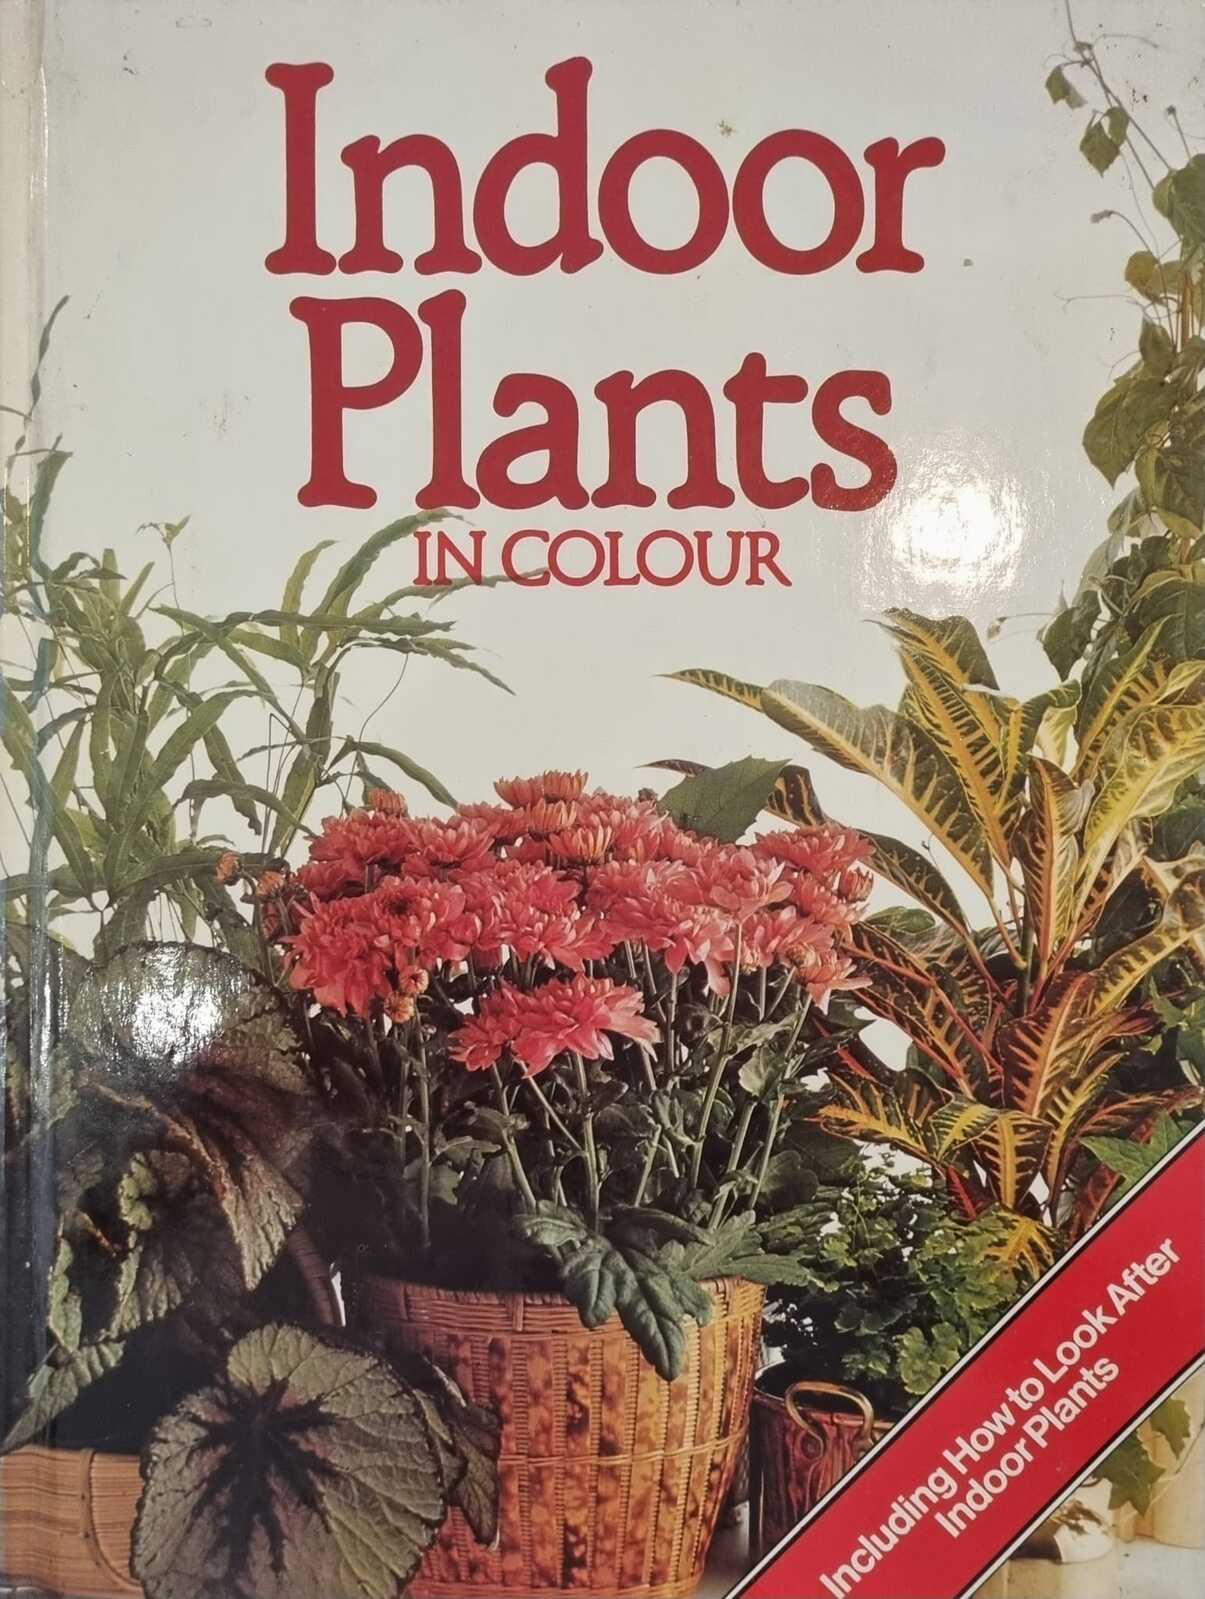 Indoor
Plants
IN COLOUR
Including How to Look After
Indoor Plants